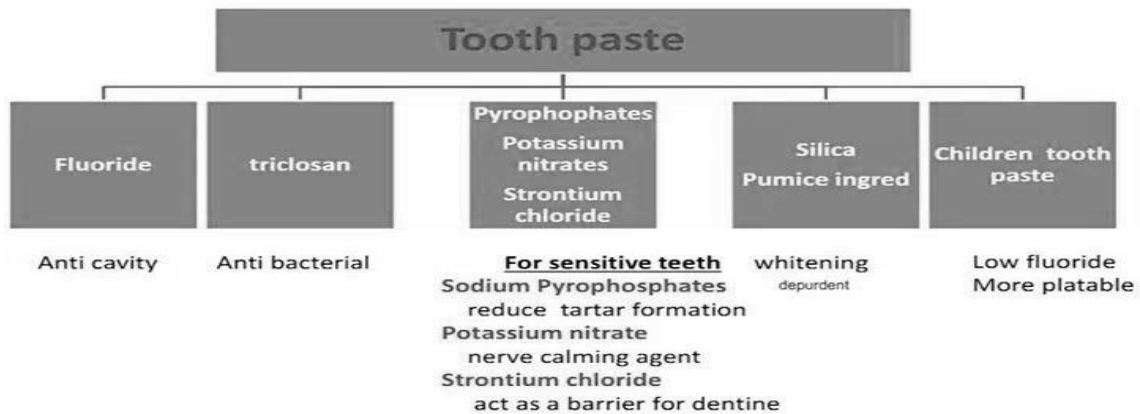 Tooth paste
Fluoride
triclosan
Pyrophophates
Potassium
nitrates
Strontium
chloride
Silica
Pumice ingred
Children tooth
paste
Anti cavity
Anti bacterial
For sensitive teeth
Sodium Pyrophosphates
reduce tartar formation
Potassium nitrate
nerve calming agent
Strontium chloride
act as a barrier for dentine
whitening
depurdent
Low fluoride
More platable